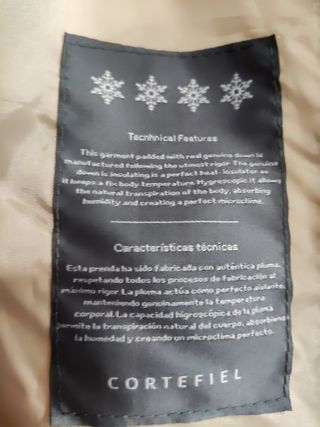 Tecnhnical Features
This garment padded with real genuine down is
manufactured following the utmost rigor. The genuine
down is insulating is a perfect heat- insulator as
it keeps a fix body temperature. Hygroscopic it allows
the natural transpiration of the body, absorbing
humidity and creating a perfect microclime.
Características técnicas
Esta prenda ha sido fabricada con auténtica pluma,
respetando todos los procesos de fabricación al
máximo rigor. La pluma actúa como perfecto aislante,
manteniendo genuinamente la temperatura
corporal. La capacidad higroscópica de la pluma
permite la transpiración natural del cuerpo, absorbiendo
la humedad y creando un microclima perfecto.
CORTEFIEL